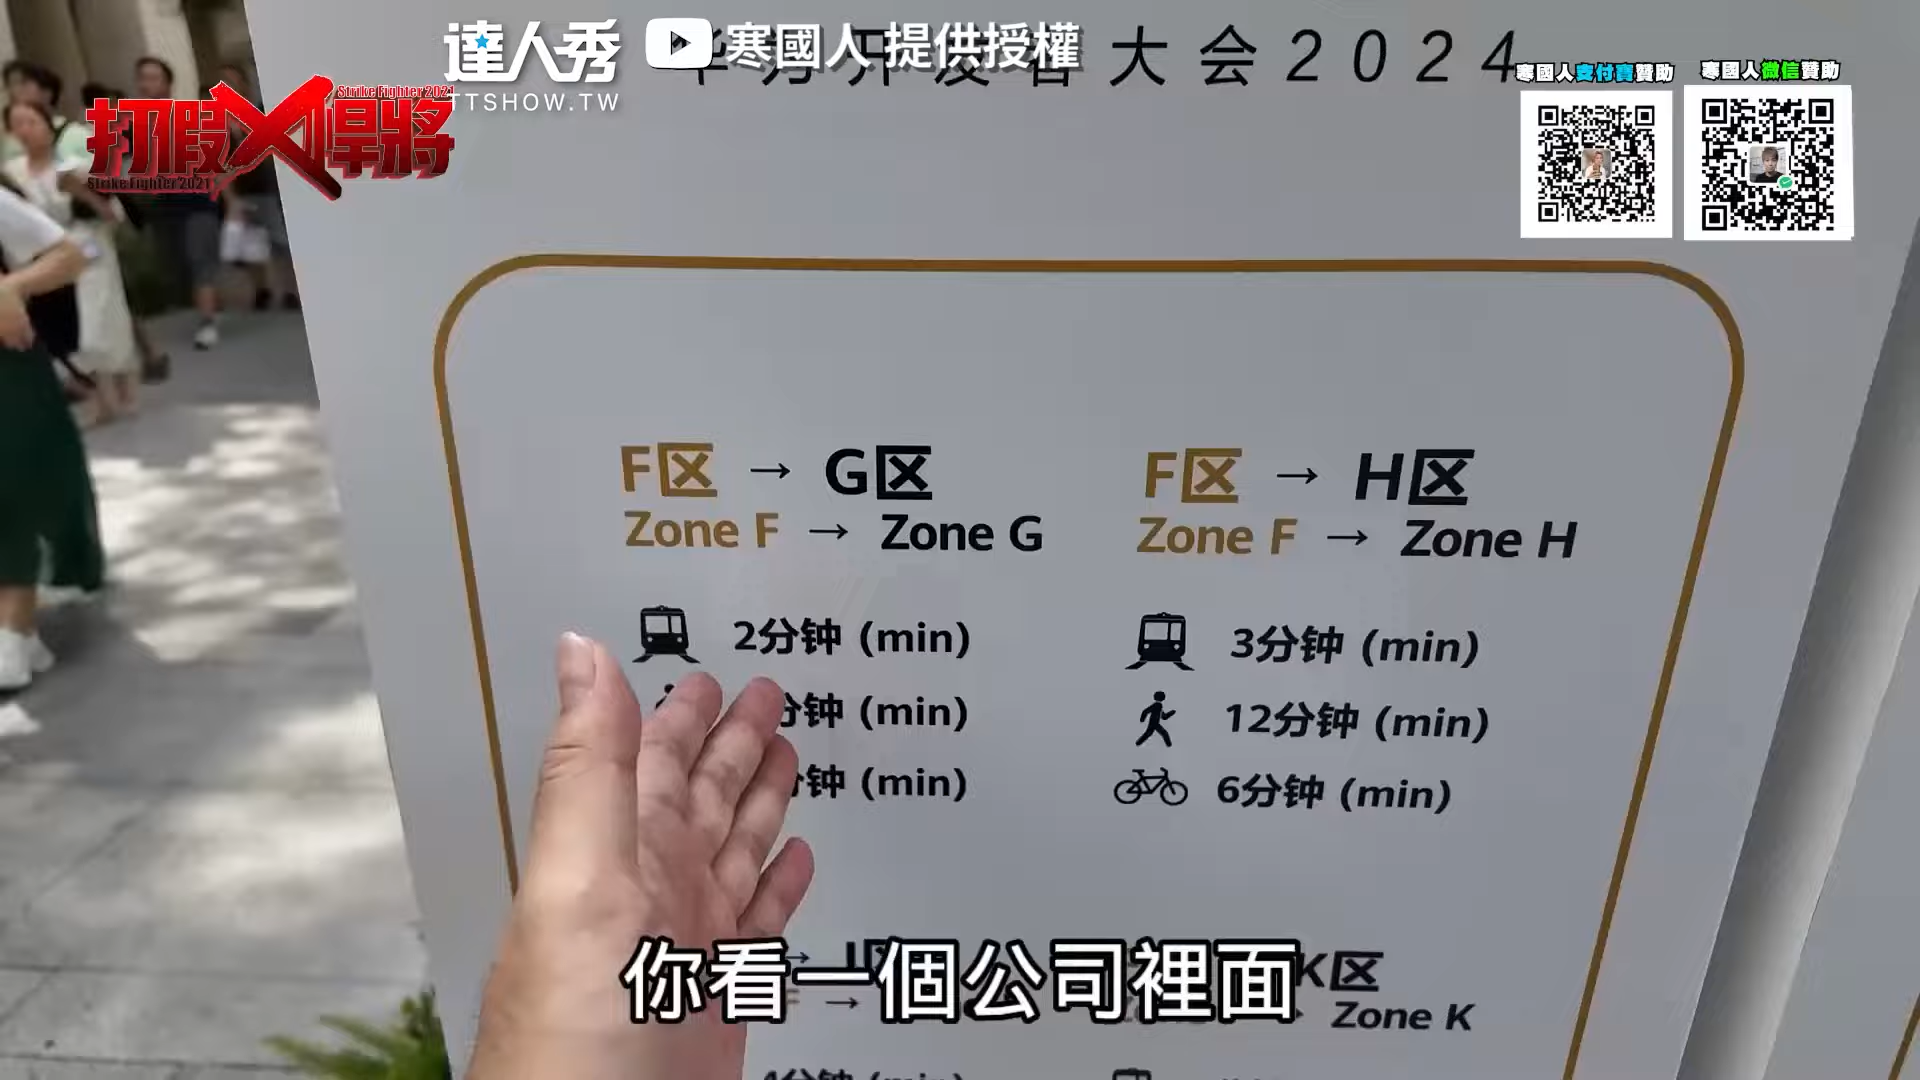 達人秀
TTSHOW.TW
寒國人 提供授權
大会2024
打假X悍將
Strike Fighter 2021
Strike Fighter 2021
寒國人支付寶贊助
寒國人微信贊助
F区 → G区
Zone F → Zone G
2分钟 (min)
分钟 (min)
钟 (min)
F区 → H区
Zone F → Zone H
3分钟 (min)
12分钟 (min)
6分钟 (min)
K区
Zone K
你看一個公司裡面